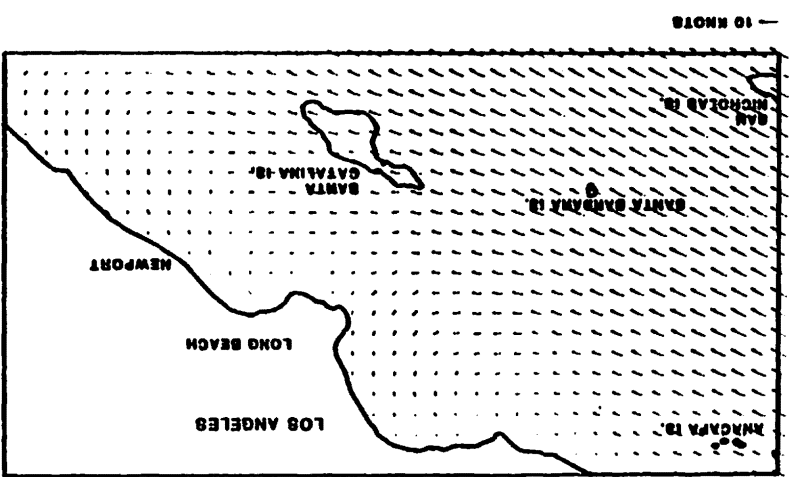 ANACAPA IS.
LOS ANGELES
LONG BEACH
NEWPORT
SANTA BARBARA IS.
SANTA
CATALINA IS.
SAN
NICHOLAS IS.
10 KNOTS